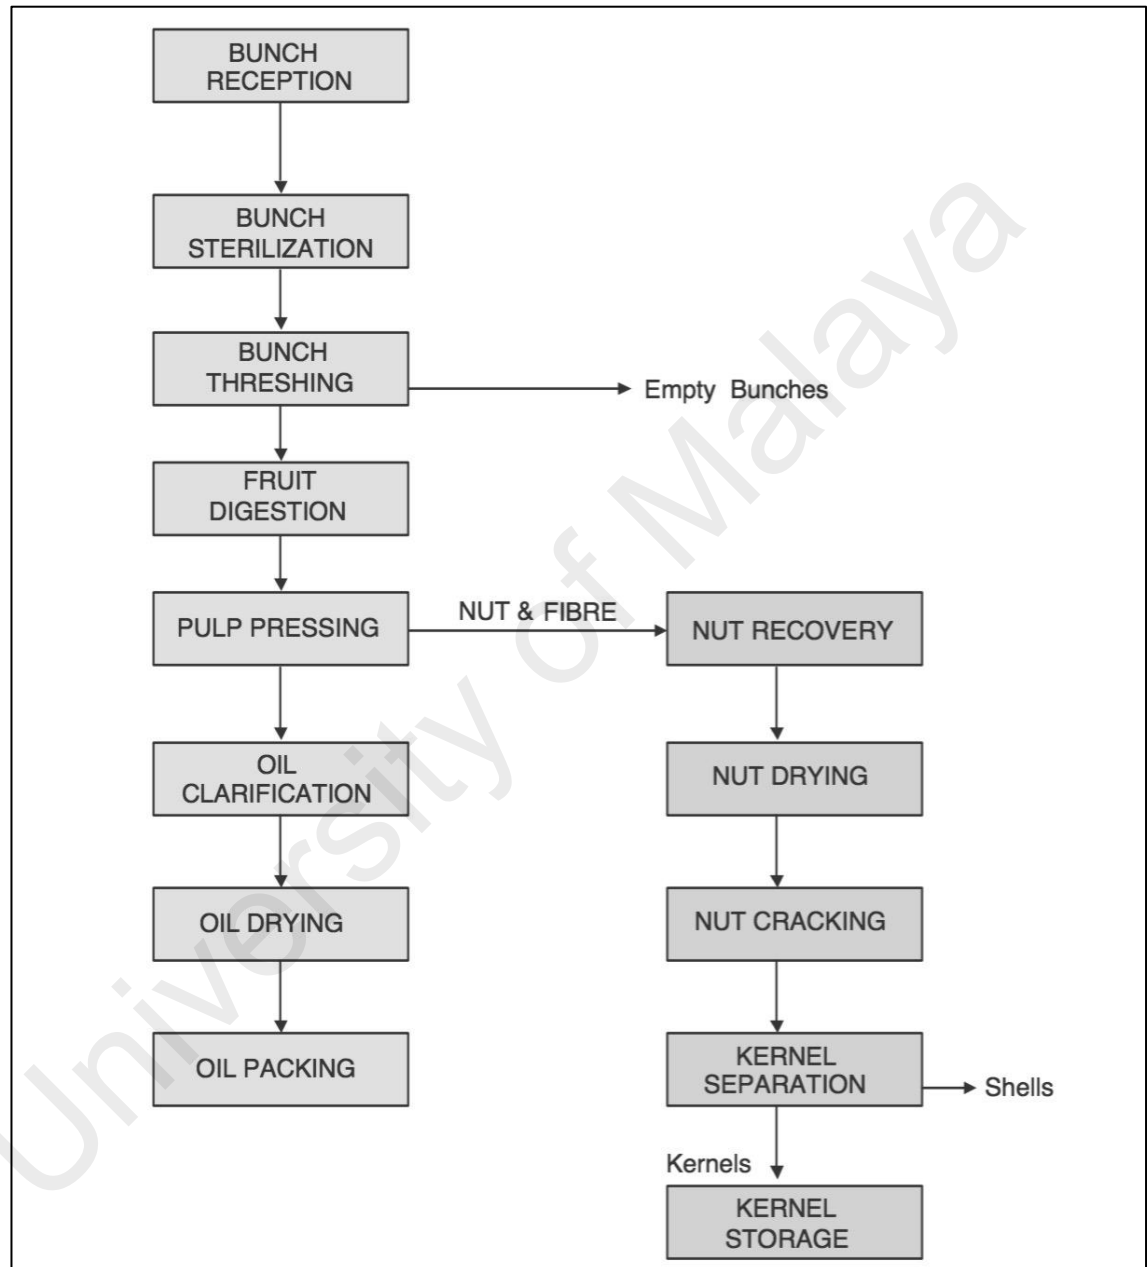 BUNCH
RECEPTION
BUNCH
STERILIZATION
BUNCH
THRESHING
Empty Bunches
FRUIT
DIGESTION
PULP PRESSING
NUT & FIBRE
NUT RECOVERY
OIL
CLARIFICATION
NUT DRYING
OIL DRYING
NUT CRACKING
OIL PACKING
KERNEL
SEPARATION
Shells
Kernels
KERNEL
STORAGE
University of Malaya